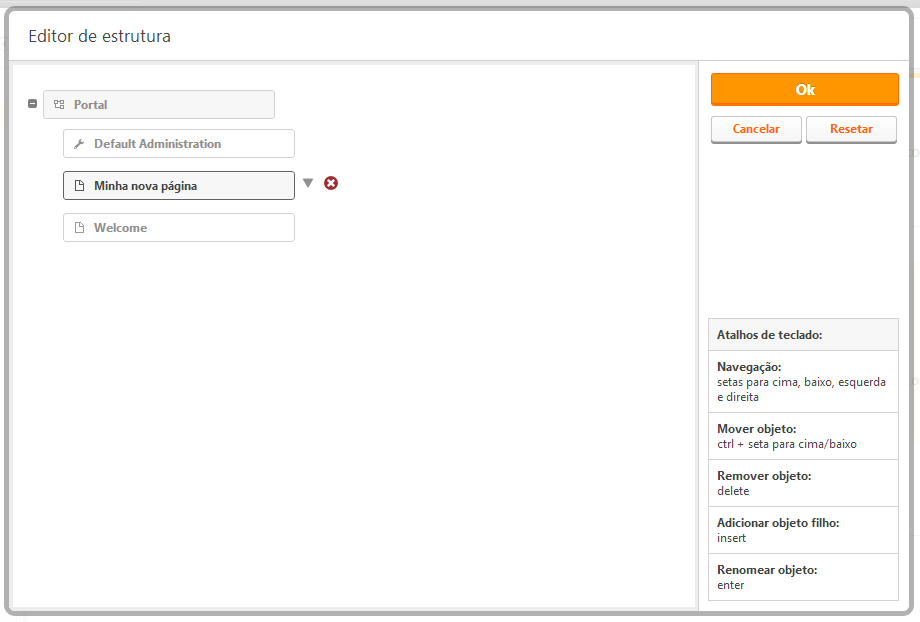 Editor de estrutura
Portal
Default Administration
Minha nova página
Welcome
Ok
Cancelar
Resetar
Atalhos de teclado:
Navegação:
setas para cima, baixo, esquerda
e direita
Mover objeto:
ctrl + seta para cima/baixo
Remover objeto:
delete
Adicionar objeto filho:
insert
Renomear objeto:
enter